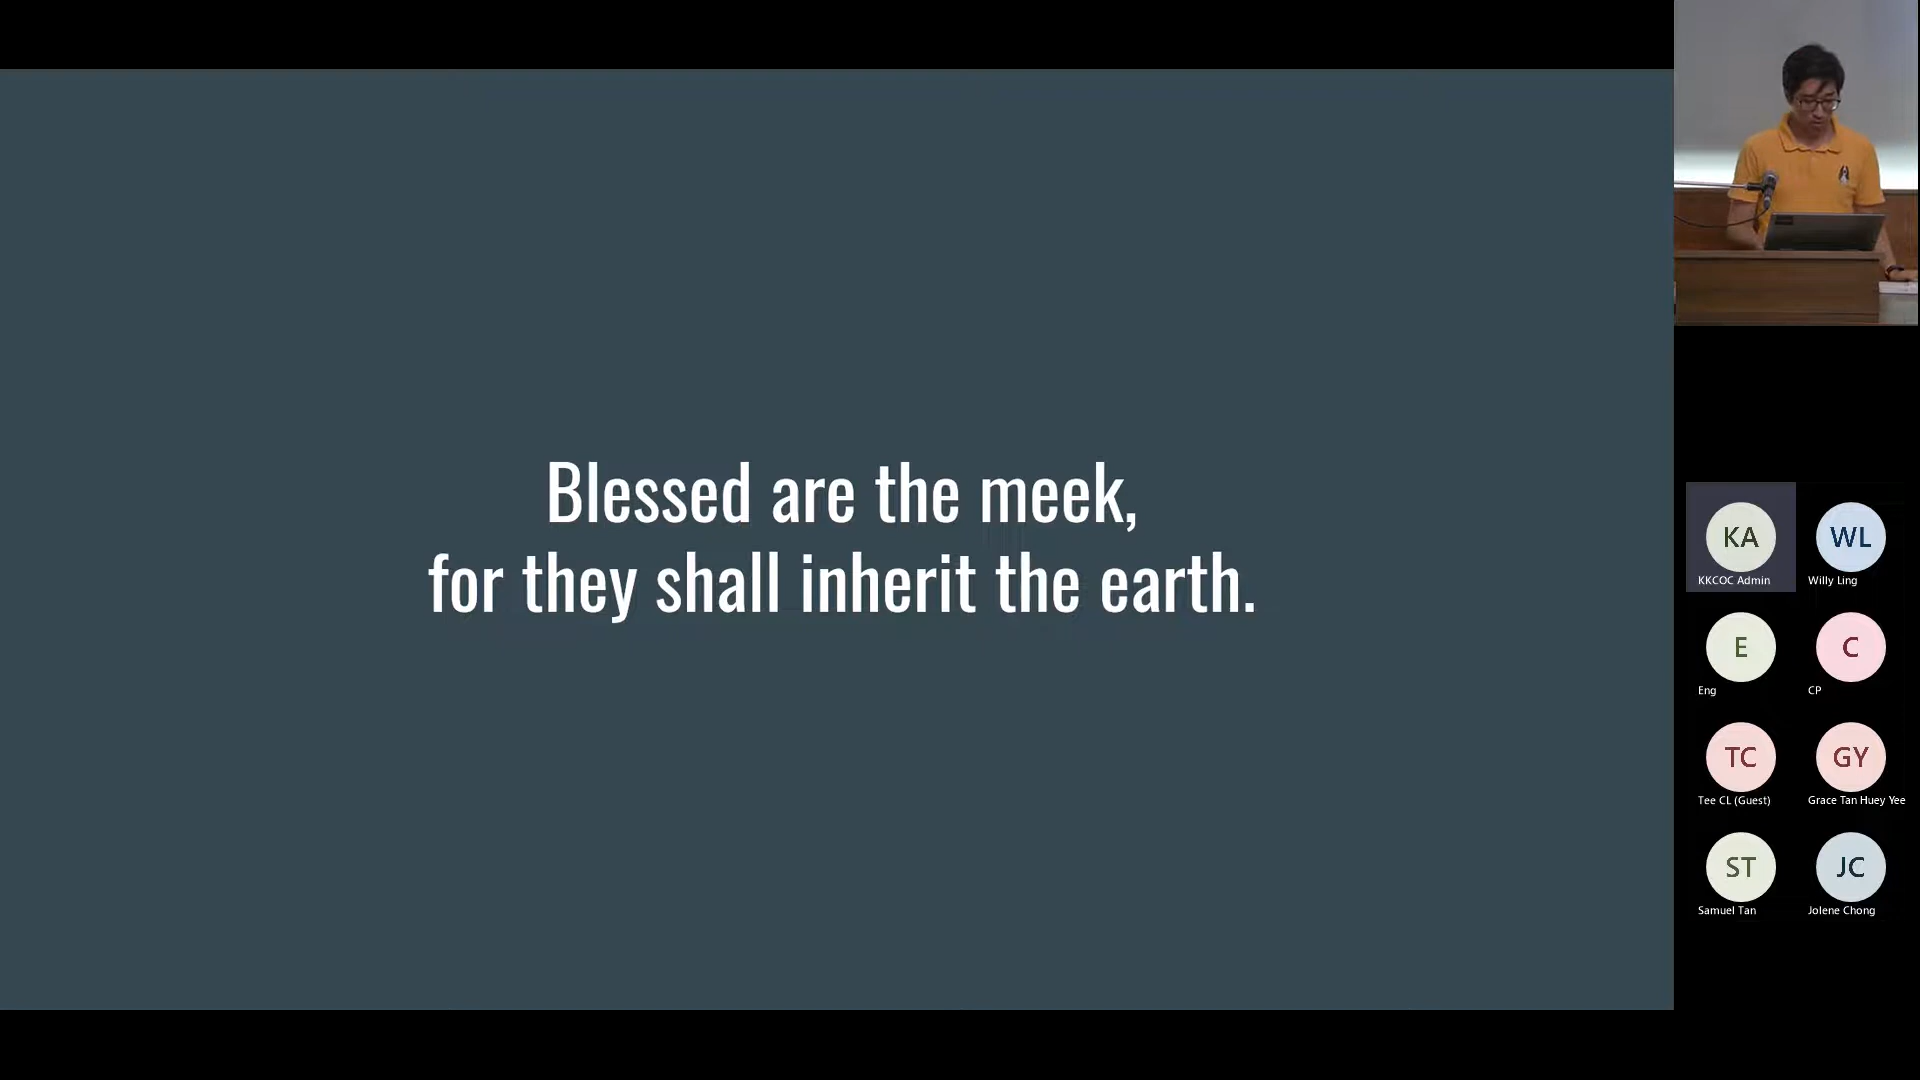 Blessed are the meek,
for they shall inherit the earth.
KA
KKCOC Admin
WL
Willy Ling
E
Eng
C
CP
TC
Tee CL (Guest)
GY
Grace Tan Huey Yee
ST
Samuel Tan
JC
Jolene Chong